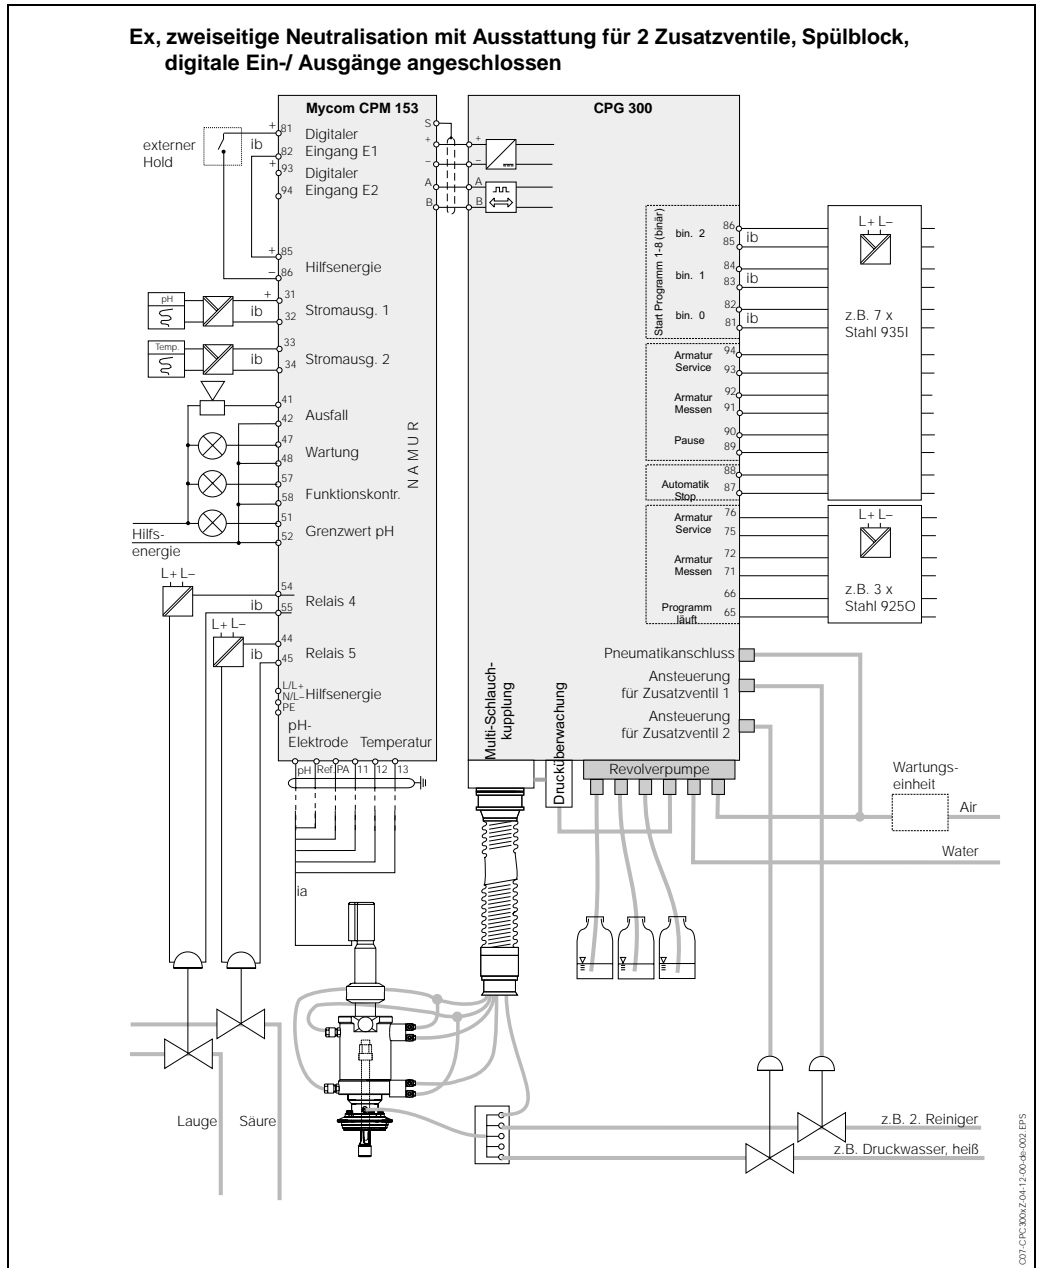 Ex, zweiseitige Neutralisation mit Ausstattung für 2 Zusatzventile, Spülblock,
digitale Ein-/ Ausgänge angeschlossen
Mycom CPM 153
CPG 300
externer
Hold
+ 81
ib
82
+
93
94
Digitaler
Eingang E1
Digitaler
Eingang E2
S
+
–
A
B
+
–
A
B
+ 85
– 86
Hilfsenergie
pH
+ 31
ib
32
Stromausg. 1
Temp.
33
ib
34
Stromausg. 2
41
42
Ausfall
47
48
Wartung
57
58
Funktionskontr.
51
52
Grenzwert pH
NAMUR
Hilfs-
energie
L+ L–
54
ib
55
Relais 4
L+ L–
44
ib
45
Relais 5
L/L+
N/L–
PE
Hilfsenergie
pH-
Elektrode
Temperatur
pH
Ref.
PA
11
12
13
ia
Start Programm 1-8 (binär)
bin. 2
86
85
ib
bin. 1
84
83
ib
bin. 0
82
81
ib
Armatur
Service
94
93
Armatur
Messen
92
91
Pause
90
89
Automatik
Stop
88
87
Armatur
Service
76
75
Armatur
Messen
72
71
Programm
läuft
66
65
L+ L–
z.B. 7 x
Stahl 935I
L+ L–
z.B. 3 x
Stahl 925O
Pneumatikanschluss
Ansteuerung
für Zusatzventil 1
Ansteuerung
für Zusatzventil 2
Multi-Schlauch-
kupplung
Drucküberwachung
Revolverpumpe
Wartungs-
einheit
Air
Water
Lauge
Säure
z.B. 2. Reiniger
z.B. Druckwasser, heiß
C07-CPC300xZ-04-12-00-de-002.EPS